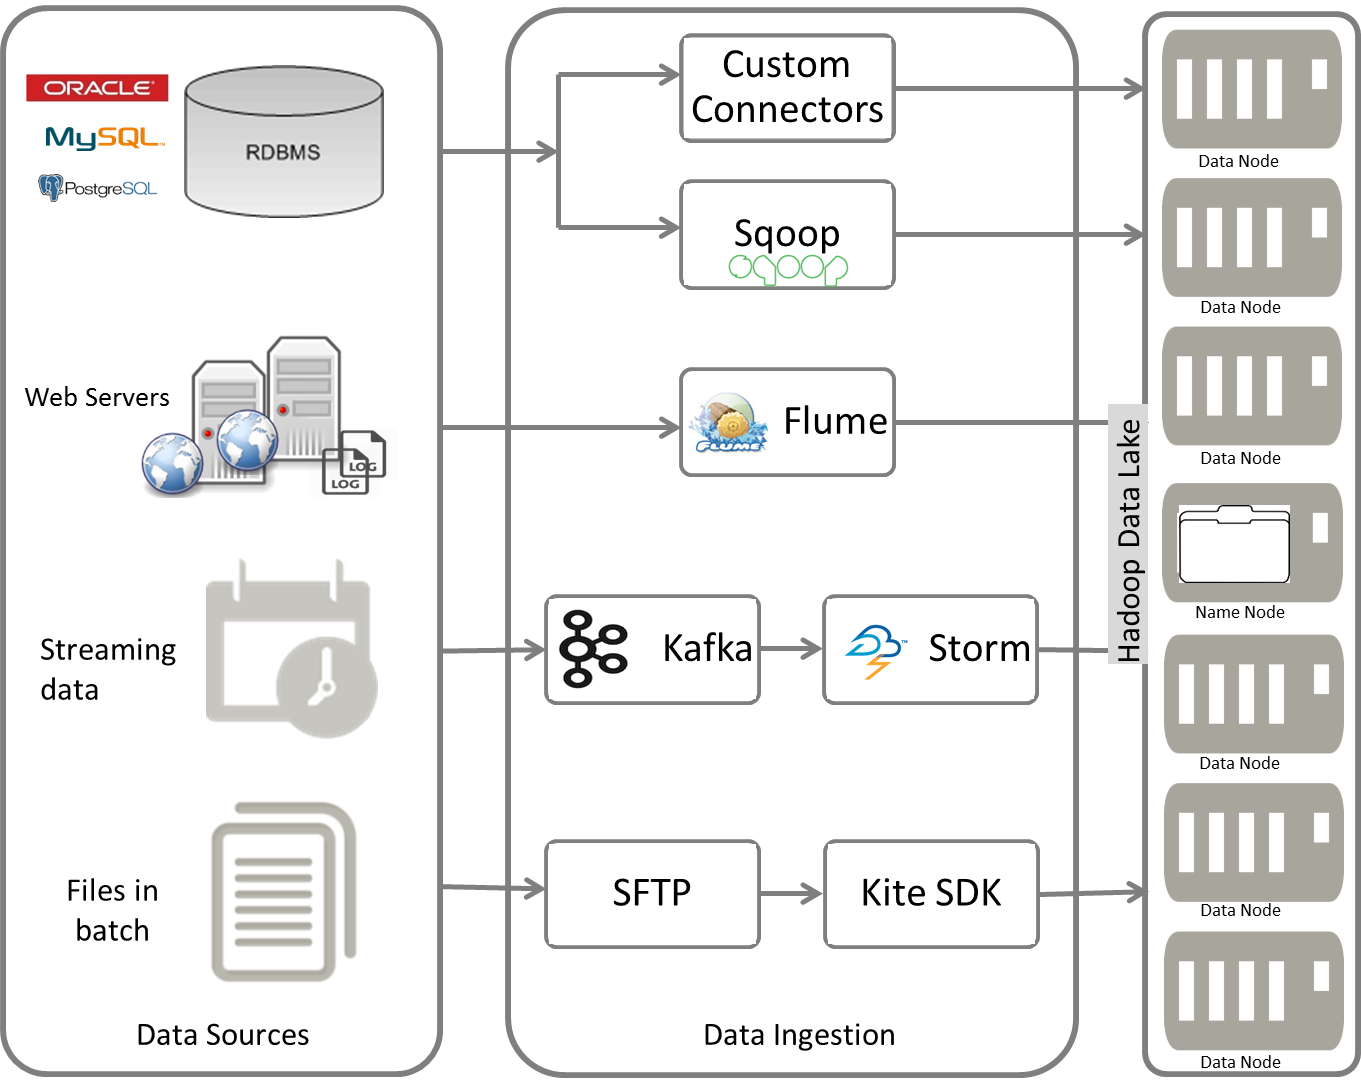 ORACLE
MySQL
PostgreSQL
RDBMS
Web Servers
LOG
LOG
Streaming
data
Files in
batch
Data Sources
Custom
Connectors
Sqoop
sqoop
Flume
FLUME
Kafka
Storm
SFTP
Kite SDK
Data Ingestion
Hadoop Data Lake
Data Node
Data Node
Data Node
Name Node
Data Node
Data Node
Data Node